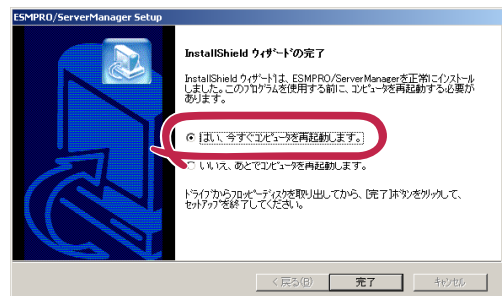 ESMPRO/ServerManager Setup
InstallShield ｳｨｻﾞｰﾄﾞの完了
InstallShield ｳｨｻﾞｰﾄﾞは、ESMPRO/ServerManagerを正常にｲﾝｽﾄｰﾙ
しました。このﾌﾟﾛｸﾞﾗﾑを使用する前に、ｺﾝﾋﾟｭｰﾀを再起動する必要が
あります。
はい、今すぐｺﾝﾋﾟｭｰﾀを再起動します。
いいえ、あとでｺﾝﾋﾟｭｰﾀを再起動します。
ﾄﾞﾗｲﾌﾞからﾌﾛｯﾋﾟｰﾃﾞｨｽｸを取り出してから、[完了]ﾎﾞﾀﾝをｸﾘｯｸして、
ｾｯﾄｱｯﾌﾟを終了してください。
< 戻る(B)
完了
ｷｬﾝｾﾙ